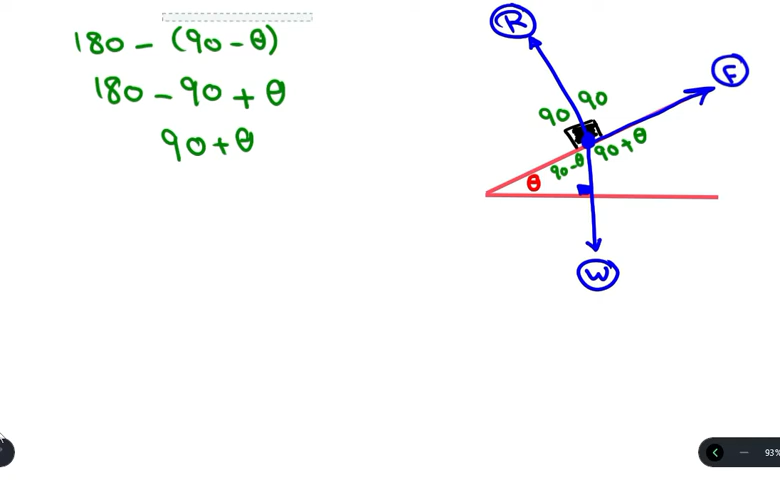 180 - (90 - θ)
180 - 90 + θ
90 + θ
R
F
90
90
90 + θ
90 - θ
θ
W
93%